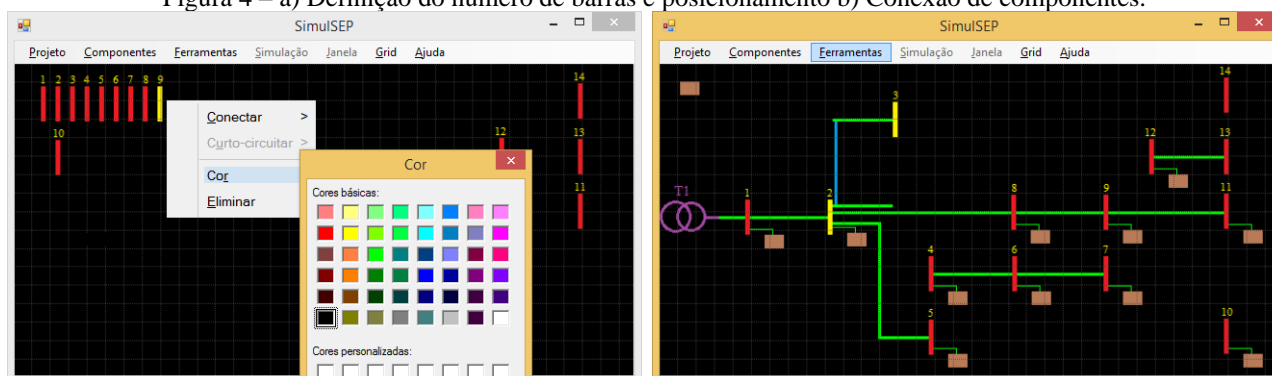 Figura 4 – a) Definição do número de barras e posicionamento b) Conexão de componentes.
SimulSEP
Projeto Componentes Ferramentas Simulação Janela Grid Ajuda
1 2 3 4 5 6 7 8 9
14
10
12
13
11
Conectar >
Curto-circuitar >
Cor
Eliminar
Cor
Cores básicas:
Cores personalizadas:
SimulSEP
Projeto Componentes Ferramentas Simulação Janela Grid Ajuda
14
3
12
13
T1
1
2
8
9
11
4
6
7
5
10